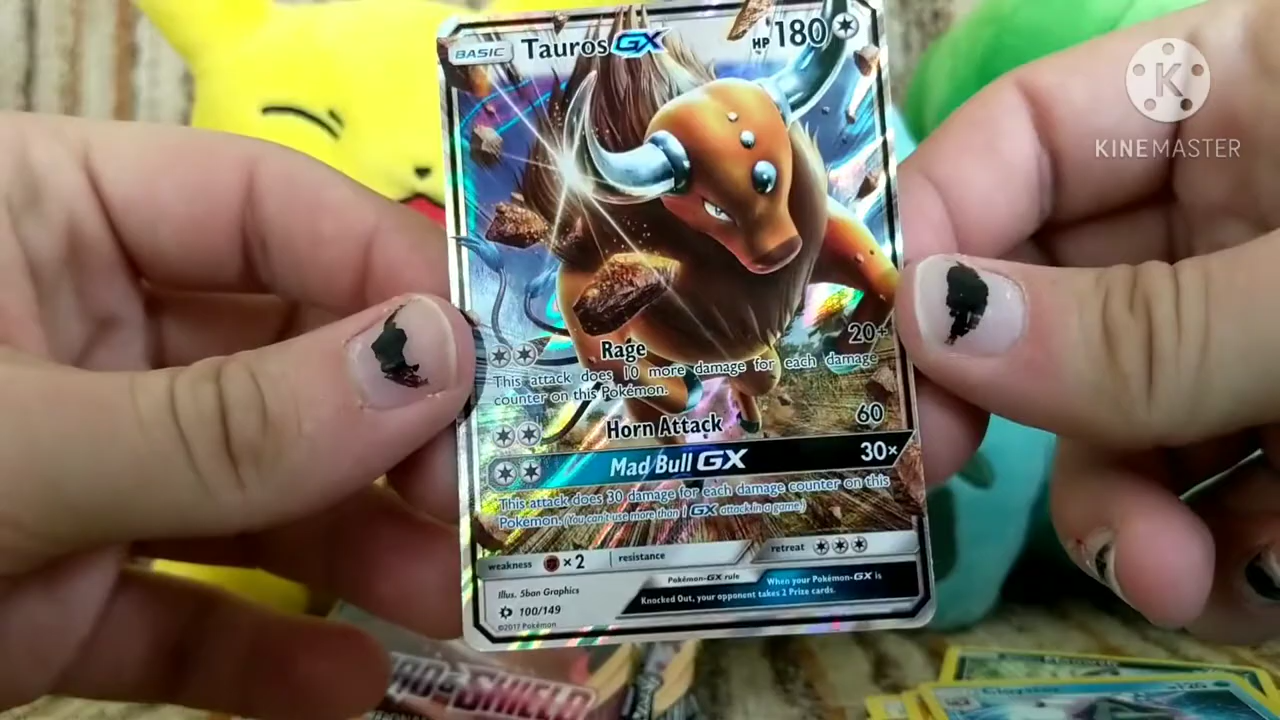 BASIC Tauros GX HP 180
K
KINEMASTER
20+
Rage
This attack does 10 more damage for each damage
counter on this Pokémon.
Horn Attack 60
Mad Bull GX 30×
This attack does 30 damage for each damage counter on this
Pokémon. (You can't use more than 1 GX attack in a game.)
weakness ×2 resistance retreat
Illus. 5ban Graphics
Pokémon-GX rule
When your Pokémon-GX is
Knocked Out, your opponent takes 2 Prize cards.
100/149
©2017 Pokémon
SHIELD